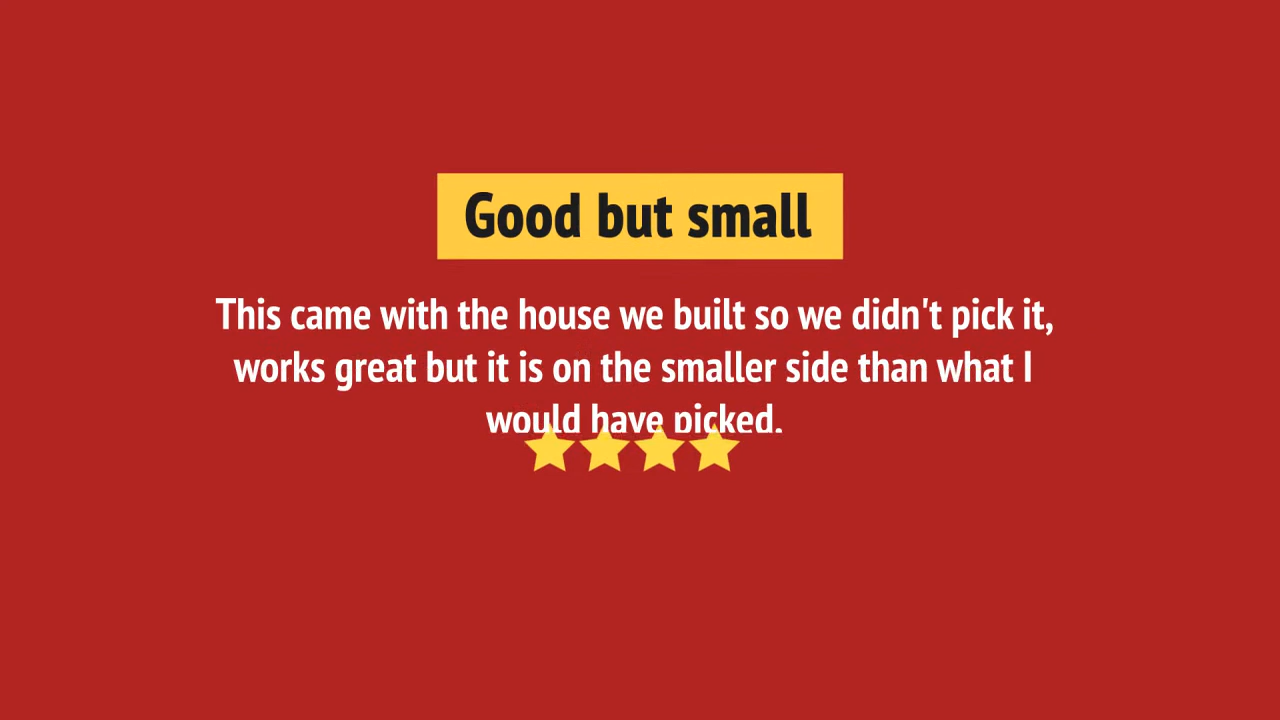 Good but small
This came with the house we built so we didn't pick it,
works great but it is on the smaller side than what I
would have picked.